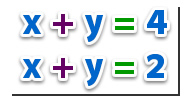 x + y = 4
x + y = 2